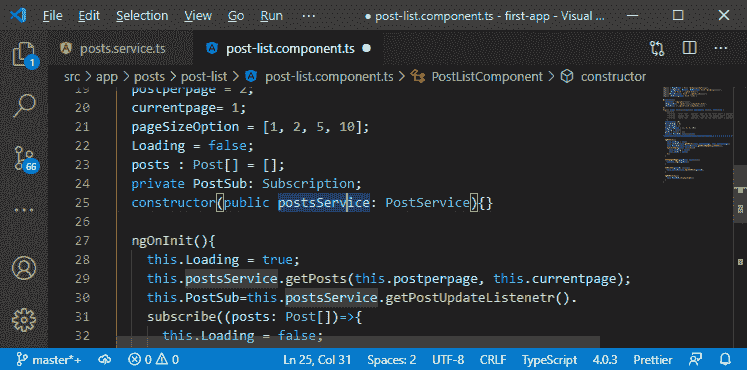 File Edit Selection View Go Run ··· ● post-list.component.ts - first-app - Visual ...
posts.service.ts post-list.component.ts ●
src > app > posts > post-list > post-list.component.ts > PostListComponent > constructor
19 postperpage = 2;
20 currentpage= 1;
21 pageSizeOption = [1, 2, 5, 10];
22 Loading = false;
23 posts : Post[] = [];
24 private PostSub: Subscription;
25 constructor(public postsService: PostService){}
26
27 ngOnInit(){
28 this.Loading = true;
29 this.postsService.getPosts(this.postperpage, this.currentpage);
30 this.PostSub=this.postsService.getPostUpdateListenetr().
31 subscribe((posts: Post[])=>{
32 this.Loading = false;
1
66
master*+ 0 0 Ln 25, Col 31 Spaces: 2 UTF-8 CRLF TypeScript 4.0.3 Prettier